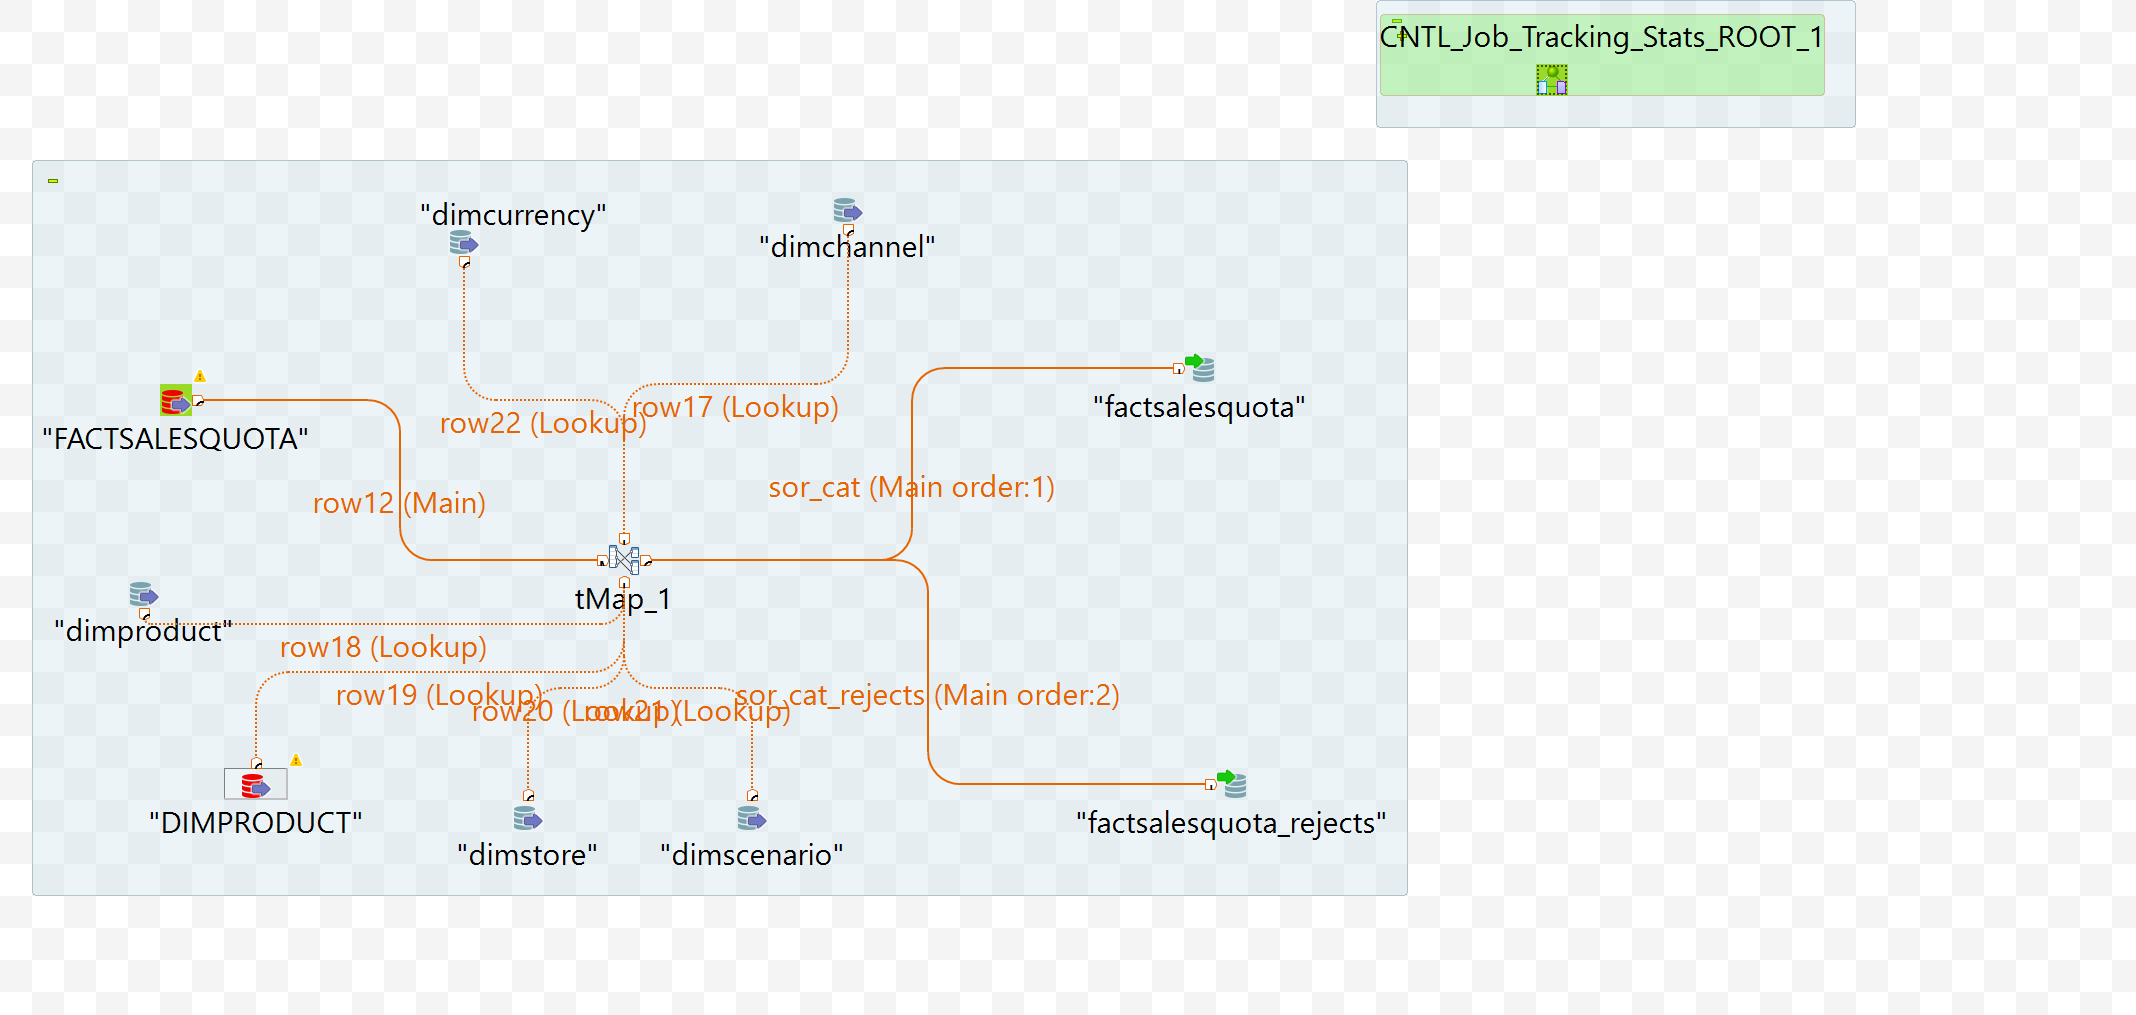 CNTL_Job_Tracking_Stats_ROOT_1
"dimcurrency"
"dimchannel"
row22 (Lookup)
row17 (Lookup)
"factsalesquota"
"FACTSALESQUOTA"
row12 (Main)
sor_cat (Main order:1)
tMap_1
"dimproduct"
row18 (Lookup)
row19 (Lookup)
row20 (Lookup)
row21 (Lookup)
sor_cat_rejects (Main order:2)
"DIMPRODUCT"
"dimstore"
"dimscenario"
"factsalesquota_rejects"